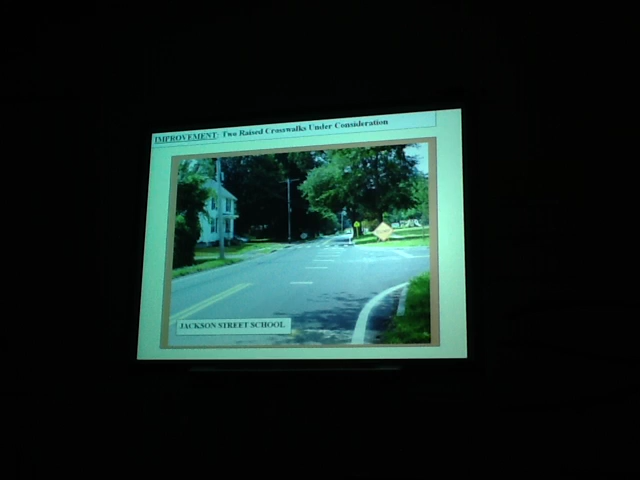 IMPROVEMENT: Two Raised Crosswalks Under Consideration
JACKSON STREET SCHOOL